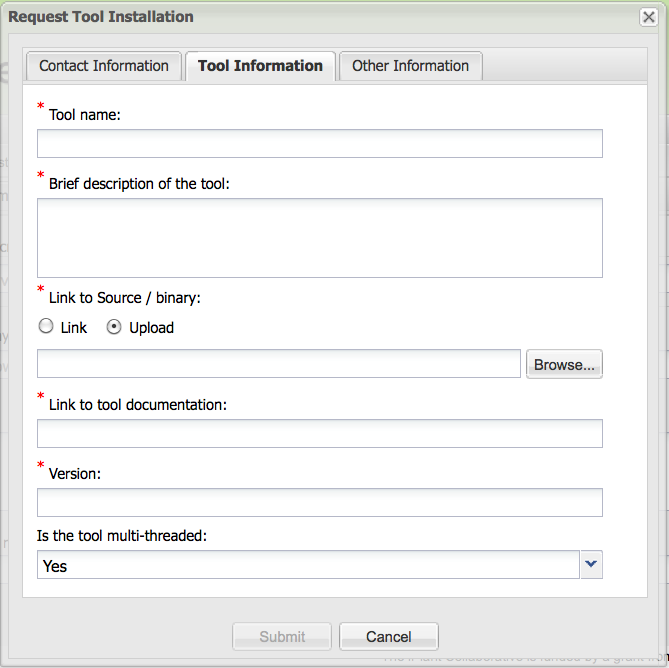 Request Tool Installation
Contact Information Tool Information Other Information
* Tool name:
* Brief description of the tool:
* Link to Source / binary:
Link Upload
Browse...
* Link to tool documentation:
* Version:
Is the tool multi-threaded:
Yes
Submit Cancel